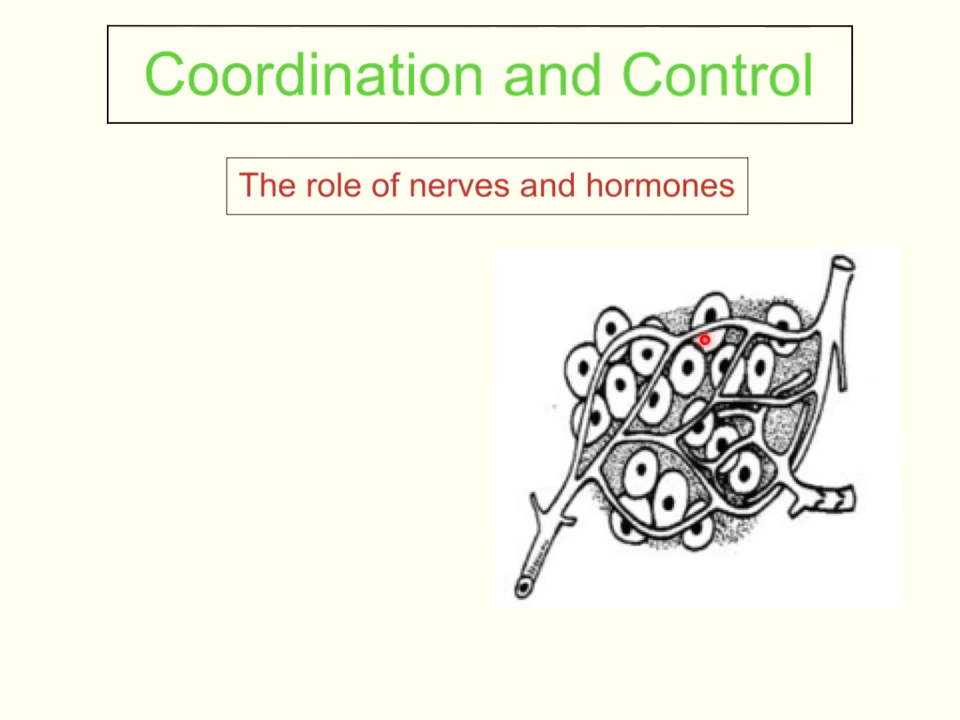 Coordination and Control
The role of nerves and hormones